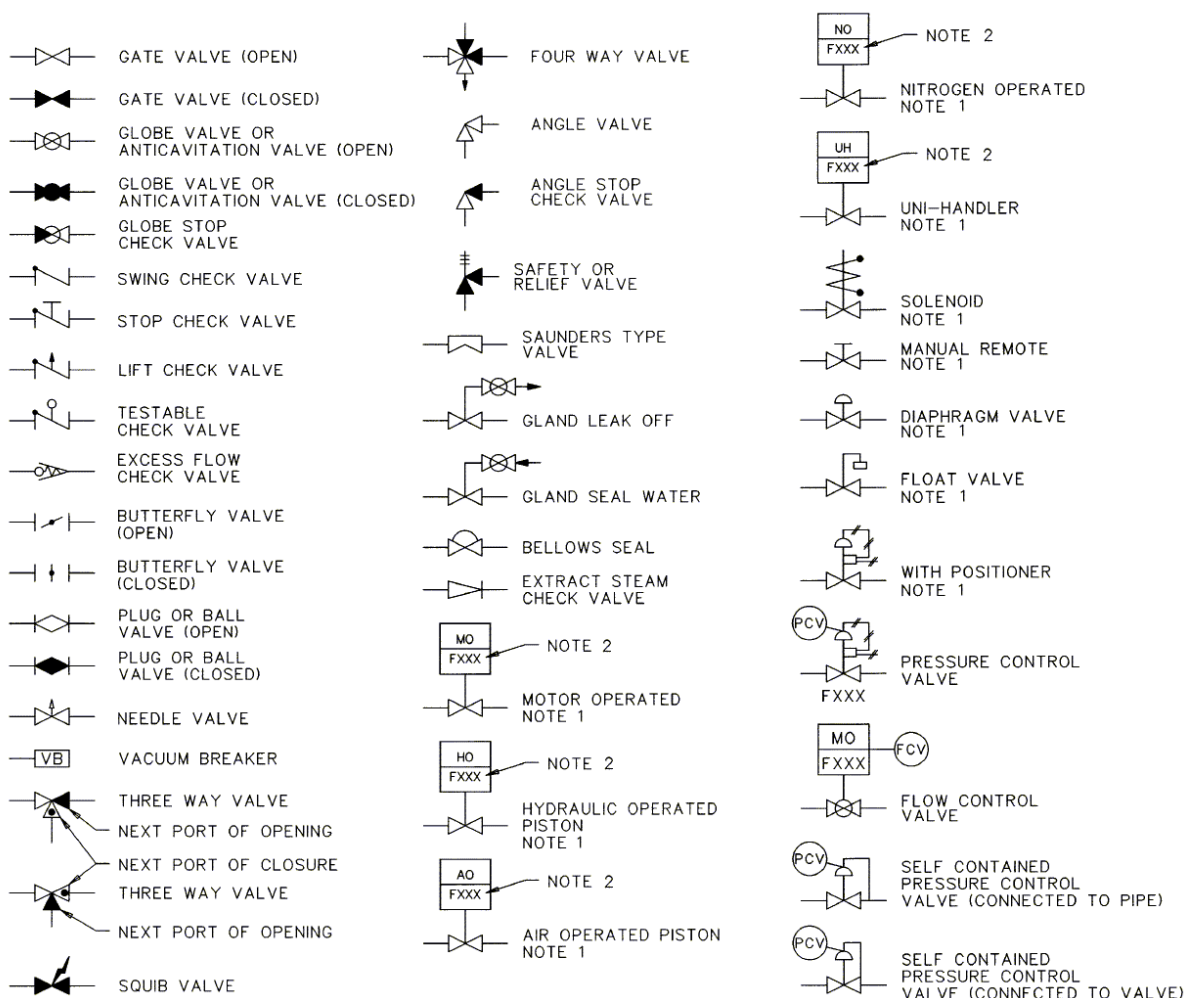 GATE VALVE (OPEN)
GATE VALVE (CLOSED)
GLOBE VALVE OR
ANTICAVITATION VALVE (OPEN)
GLOBE VALVE OR
ANTICAVITATION VALVE (CLOSED)
GLOBE STOP
CHECK VALVE
SWING CHECK VALVE
STOP CHECK VALVE
LIFT CHECK VALVE
TESTABLE
CHECK VALVE
EXCESS FLOW
CHECK VALVE
BUTTERFLY VALVE
(OPEN)
BUTTERFLY VALVE
(CLOSED)
PLUG OR BALL
VALVE (OPEN)
PLUG OR BALL
VALVE (CLOSED)
NEEDLE VALVE
VB
VACUUM BREAKER
THREE WAY VALVE
NEXT PORT OF OPENING
NEXT PORT OF CLOSURE
THREE WAY VALVE
NEXT PORT OF OPENING
SQUIB VALVE
FOUR WAY VALVE
ANGLE VALVE
ANGLE STOP
CHECK VALVE
SAFETY OR
RELIEF VALVE
SAUNDERS TYPE
VALVE
GLAND LEAK OFF
GLAND SEAL WATER
BELLOWS SEAL
EXTRACT STEAM
CHECK VALVE
MO
FXXX
NOTE 2
MOTOR OPERATED
NOTE 1
HO
FXXX
NOTE 2
HYDRAULIC OPERATED
PISTON
NOTE 1
AO
FXXX
NOTE 2
AIR OPERATED PISTON
NOTE 1
NO
FXXX
NOTE 2
NITROGEN OPERATED
NOTE 1
UH
FXXX
NOTE 2
UNI-HANDLER
NOTE 1
SOLENOID
NOTE 1
MANUAL REMOTE
NOTE 1
DIAPHRAGM VALVE
NOTE 1
FLOAT VALVE
NOTE 1
WITH POSITIONER
NOTE 1
PCV
PRESSURE CONTROL
VALVE
FXXX
MO
FXXX
FCV
FLOW CONTROL
VALVE
PCV
SELF CONTAINED
PRESSURE CONTROL
VALVE (CONNECTED TO PIPE)
PCV
SELF CONTAINED
PRESSURE CONTROL
VALVE (CONNECTED TO VALVE)